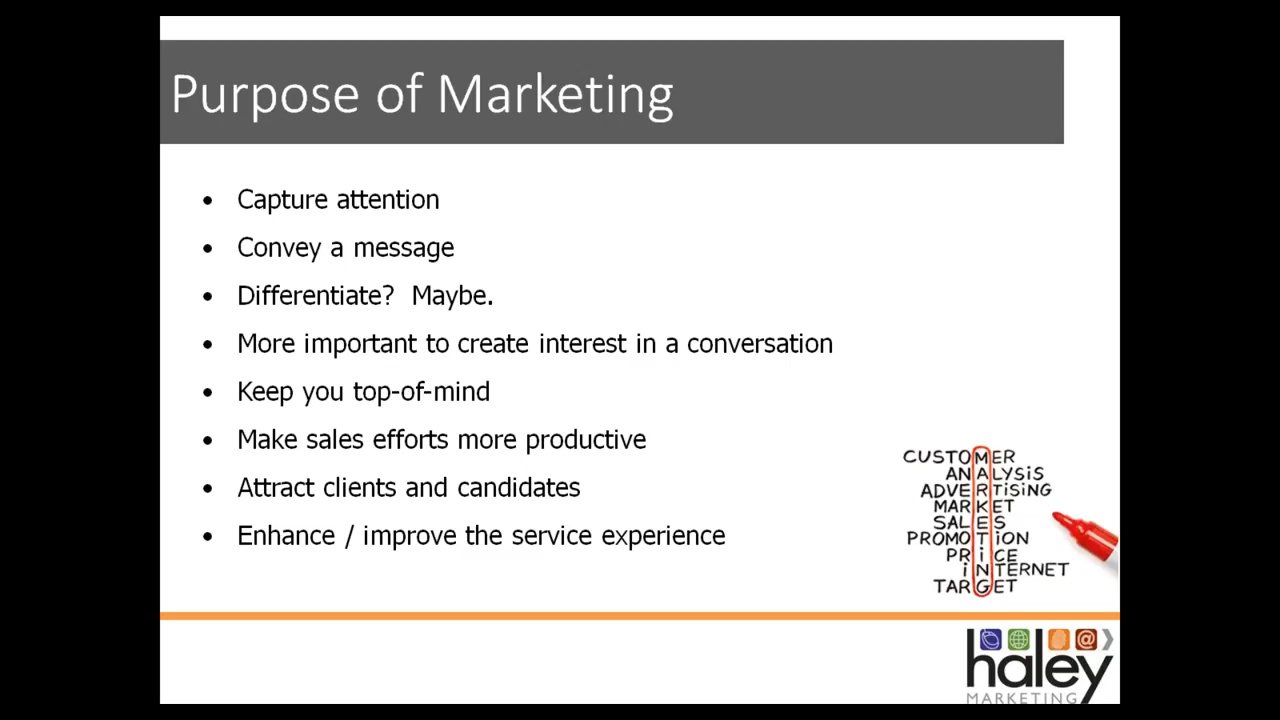 Purpose of Marketing
• Capture attention
• Convey a message
• Differentiate? Maybe.
• More important to create interest in a conversation
• Keep you top-of-mind
• Make sales efforts more productive
• Attract clients and candidates
• Enhance / improve the service experience
CUSTOMER
ANALYSiS
ADVERTiSiNG
MARKET
SALES
PROMOTiON
PRiCE
iNTERNET
TARGET
haley
MARKETING